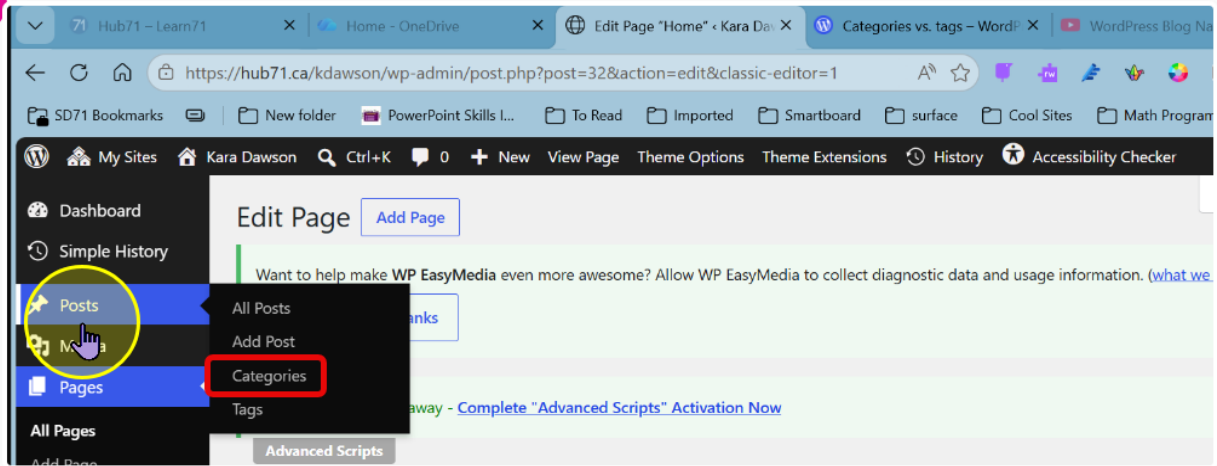 71 Hub71 – Learn71
Home - OneDrive
Edit Page "Home" ‹ Kara Da
Categories vs. tags – WordP
WordPress Blog Na
https://hub71.ca/kdawson/wp-admin/post.php?post=32&action=edit&classic-editor=1
SD71 Bookmarks New folder PowerPoint Skills I... To Read Imported Smartboard surface Cool Sites Math Program
My Sites Kara Dawson Ctrl+K 0 + New View Page Theme Options Theme Extensions History Accessibility Checker
Dashboard
Simple History
Posts
Pages
All Pages
Add Page
All Posts
Add Post
Categories
Tags
Edit Page Add Page
Want to help make WP EasyMedia even more awesome? Allow WP EasyMedia to collect diagnostic data and usage information. (what we
anks
away - Complete "Advanced Scripts" Activation Now
Advanced Scripts